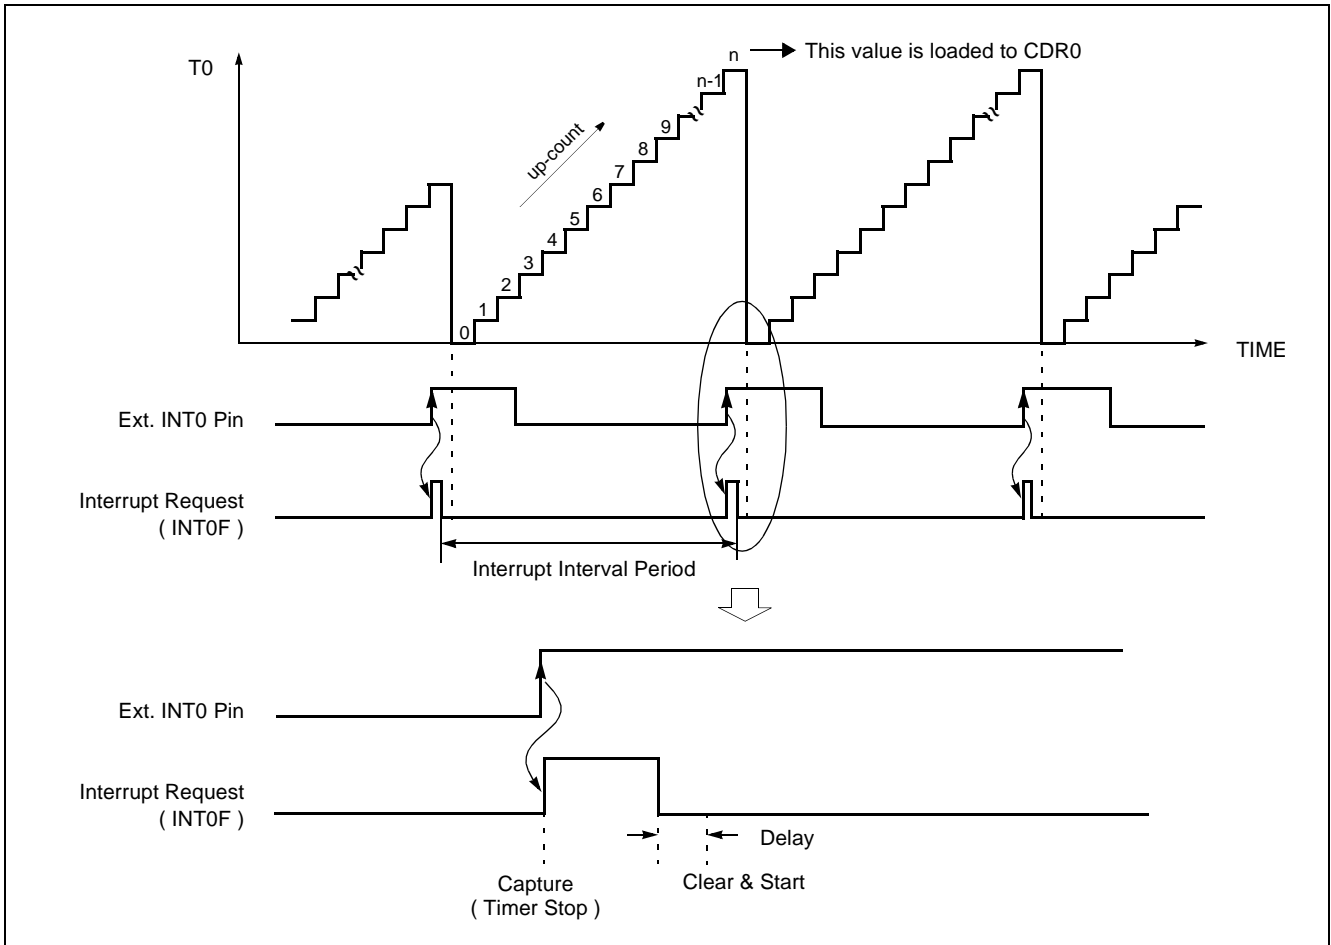 n
This value is loaded to CDR0
T0
n-1
9
up-count
8
7
6
5
4
3
2
1
0
TIME
Ext. INT0 Pin
Interrupt Request
( INT0F )
Interrupt Interval Period
Ext. INT0 Pin
Interrupt Request
( INT0F )
Delay
Capture
( Timer Stop )
Clear & Start